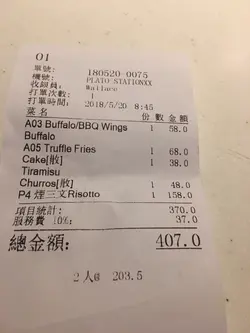 01
單號: 180520-0075
機號: PLATO STATIONXX
收銀員: Wallace
打單次數: 1
打單時間: 2018/5/20 8:45
菜名 份數 金額
A03 Buffalo/BBQ Wings 1 58.0
Buffalo
A05 Truffle Fries 1 68.0
Cake[散] 1 38.0
Tiramisu
Churros[散] 1 48.0
P4 煙三文Risotto 1 158.0
項目統計: 370.0
服務費 10%: 37.0
總金額: 407.0
2 人@ 203.5